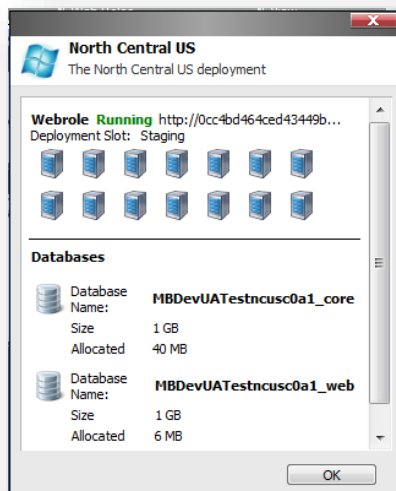 North Central US
The North Central US deployment
Webrole Running http://0cc4bd464ced43449b...
Deployment Slot: Staging
Databases
Database Name: MBDevUATestncusc0a1_core
Size 1 GB
Allocated 40 MB
Database Name: MBDevUATestncusc0a1_web
Size 1 GB
Allocated 6 MB
OK